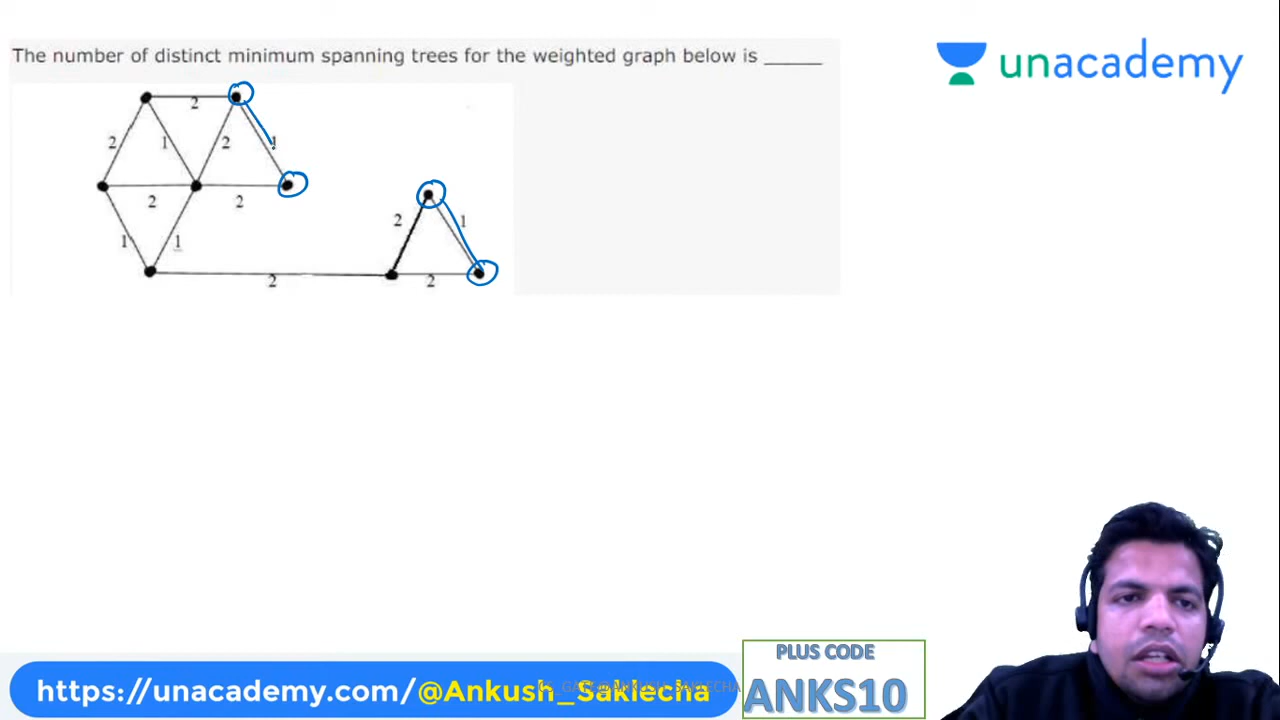 The number of distinct minimum spanning trees for the weighted graph below is ______
unacademy
2
2
1
2
1
2
2
2
1
1
1
2
2
2
PLUS CODE
ANKS10
https://unacademy.com/@Ankush_Saklecha